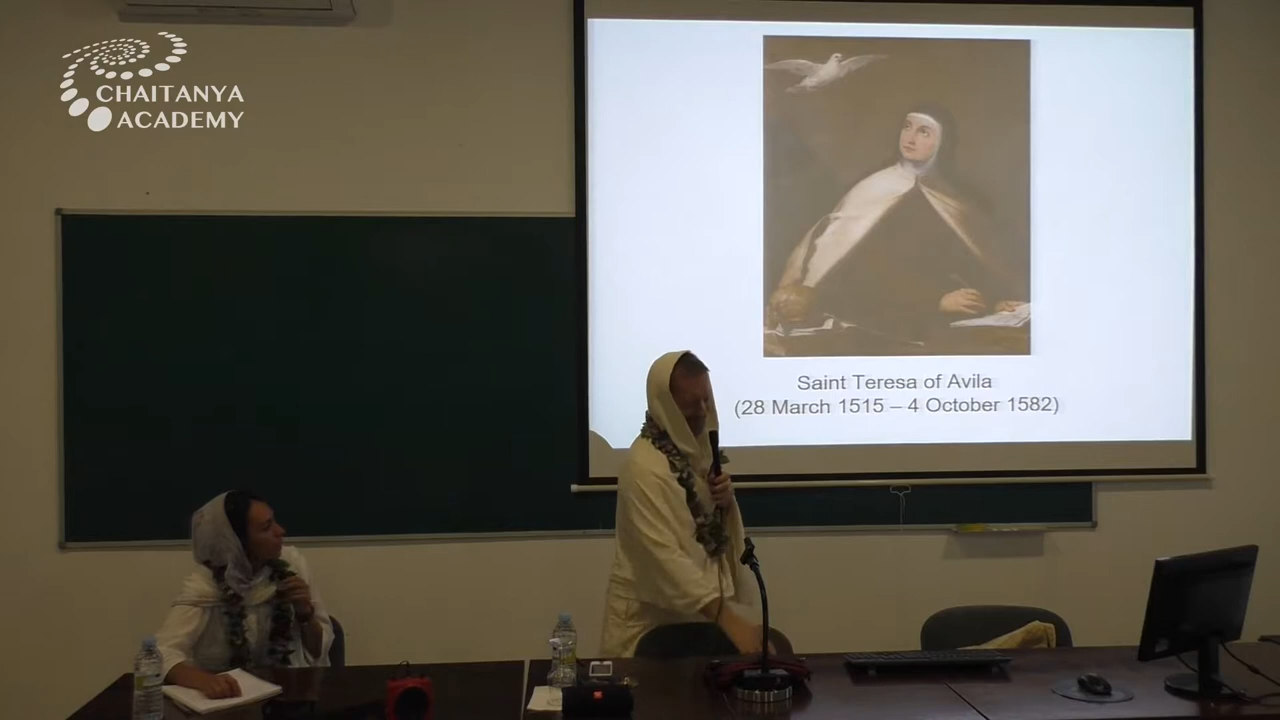 CHAITANYA
ACADEMY
Saint Teresa of Avila
(28 March 1515 – 4 October 1582)